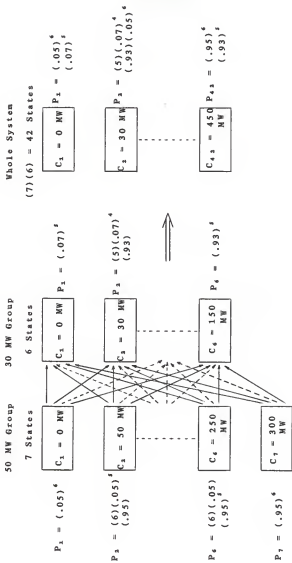 50 MW Group
7 States
P₁ = (.05)⁶
C₁ = 0 MW
P₂ = (6)(.05)⁵
(.95)
C₂ = 50 MW
P₆ = (6)(.05)
(.95)⁵
C₆ = 250
MW
P₇ = (.95)⁶
C₇ = 300
MW
30 MW Group
6 States
C₁ = 0 MW
P₁ = (.07)⁵
C₂ = 30 MW
P₂ = (5)(.07)⁴
(.93)
C₆ = 150
MW
P₆ = (.93)⁵
Whole System
(7)(6) = 42 States
C₁ = 0 MW
P₁ = (.05)⁶
(.07)⁵
C₂ = 30 MW
P₂ = (5)(.07)⁴
(.93)(.05)⁶
C₄₂ = 450
MW
P₄₂ = (.95)⁶
(.93)⁵